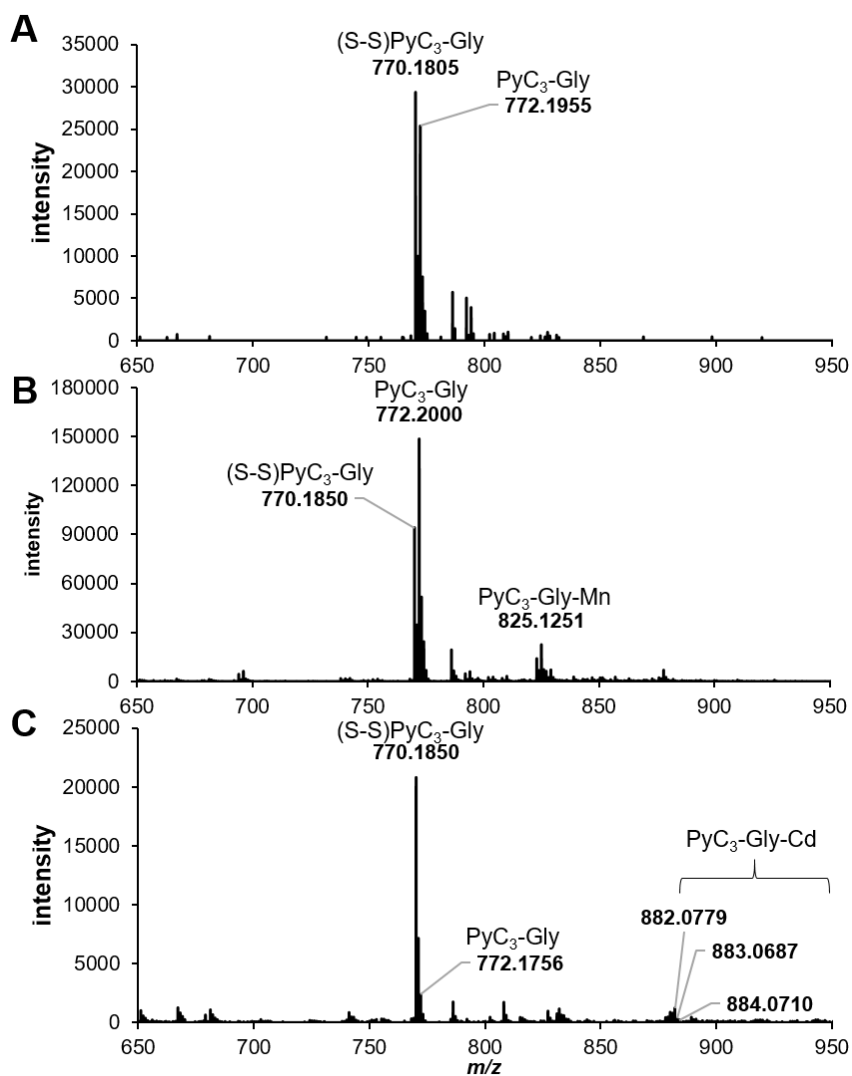 A
35000
30000
25000
20000
15000
10000
5000
0
intensity
(S-S)PyC₃-Gly
770.1805
PyC₃-Gly
772.1955
650 700 750 800 850 900 950
B
180000
150000
120000
90000
60000
30000
0
intensity
PyC₃-Gly
772.2000
(S-S)PyC₃-Gly
770.1850
PyC₃-Gly-Mn
825.1251
650 700 750 800 850 900 950
C
25000
20000
15000
10000
5000
0
intensity
(S-S)PyC₃-Gly
770.1850
PyC₃-Gly
772.1756
PyC₃-Gly-Cd
882.0779
883.0687
884.0710
650 700 750 800 850 900 950
m/z